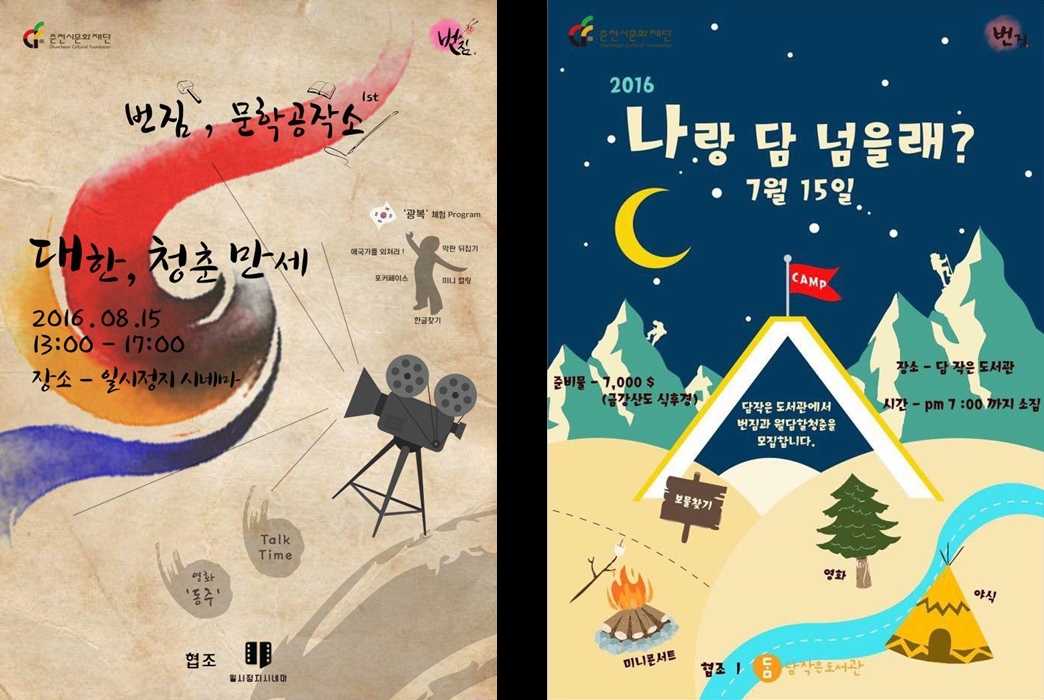 춘천시문화재단
Chuncheon Cultural Foundation
번짐.
번짐, 문학공작소 1st
'광복' 체험 Program
애국가를 외쳐라!
막판 뒤집기
포커페이스
미니 컬링
한글찾기
대한, 청춘 만세
2016.08.15
13:00 - 17:00
장소 - 일시정지 시네마
Talk
Time
영화
'동주'
협조
일시정지시네마
춘천시문화재단
Chuncheon Cultural Foundation
번짐.
2016
나랑 담 넘을래?
7월 15일
CAMP
준비물 - 7,000 $
(금강산도 식후경)
장소 - 담 작은 도서관
시간 - pm 7:00 까지 소집
담작은 도서관에서
번짐과 월담할청춘을
모집합니다.
보물찾기
영화
야식
미니콘서트
협조 |
담작은도서관